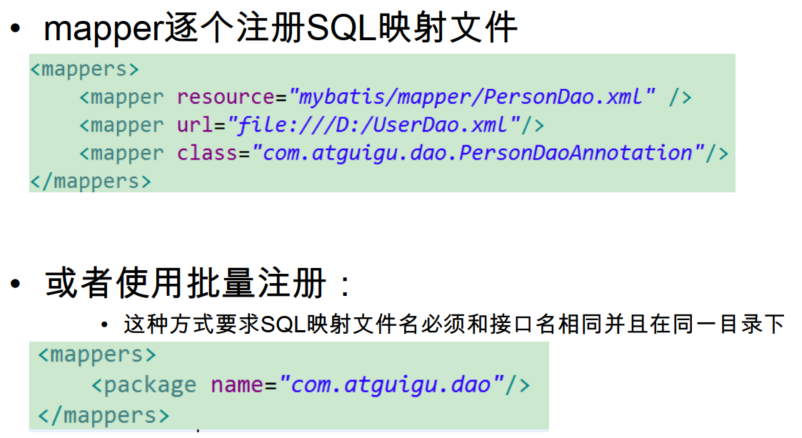 • mapper逐个注册SQL映射文件
<mappers>
<mapper resource="mybatis/mapper/PersonDao.xml" />
<mapper url="file:///D:/UserDao.xml"/>
<mapper class="com.atguigu.dao.PersonDaoAnnotation"/>
</mappers>
• 或者使用批量注册：
• 这种方式要求SQL映射文件名必须和接口名相同并且在同一目录下
<mappers>
<package name="com.atguigu.dao"/>
</mappers>